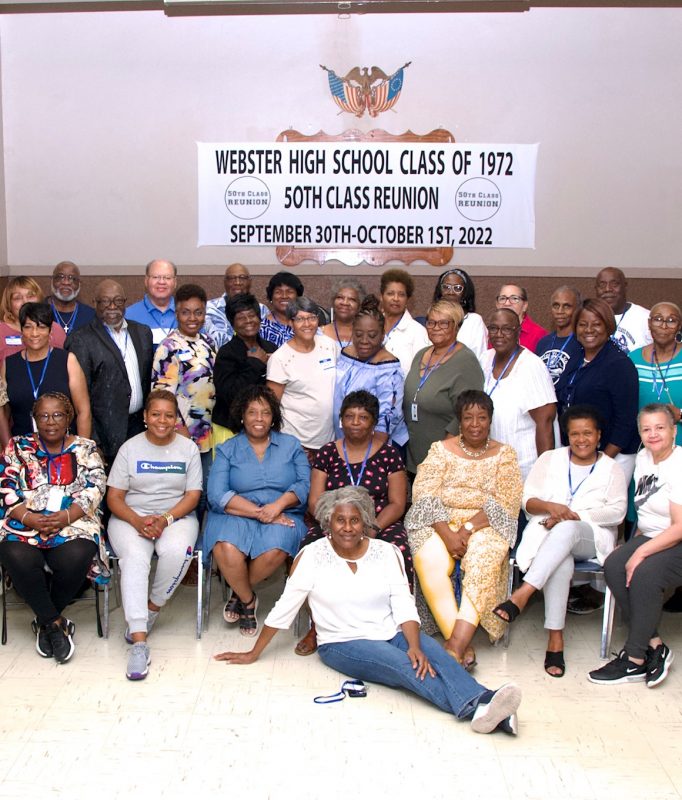 WEBSTER HIGH SCHOOL CLASS OF 1972
50TH CLASS REUNION
50TH CLASS
REUNION
50TH CLASS
REUNION
SEPTEMBER 30TH-OCTOBER 1ST, 2022
Champion